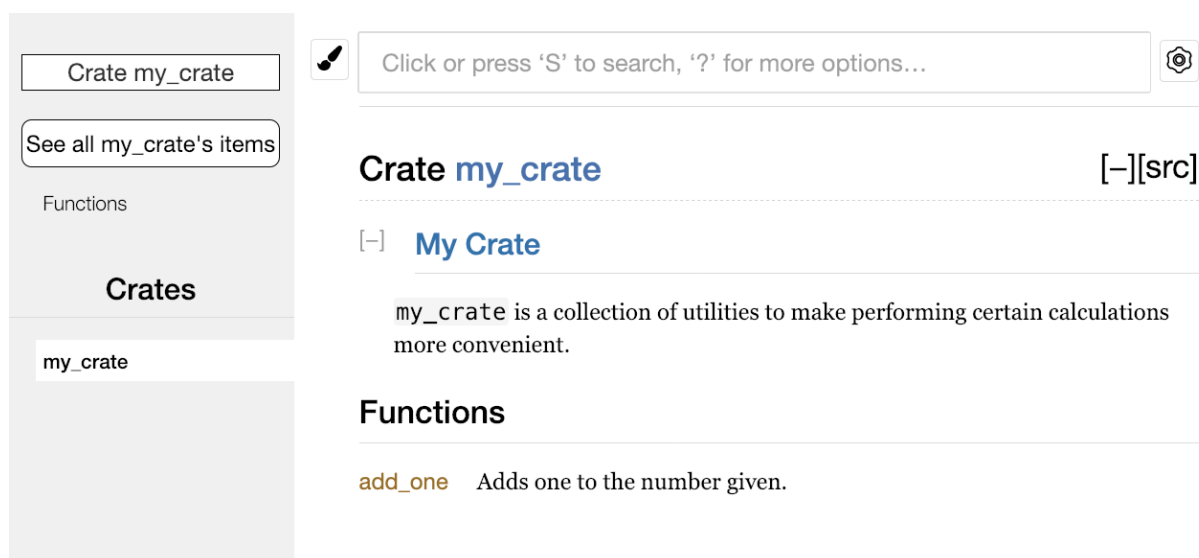 Crate my_crate
See all my_crate's items
Functions
Crates
my_crate
Click or press ‘S’ to search, ‘?’ for more options…
Crate my_crate
[−][src]
[−] My Crate
my_crate is a collection of utilities to make performing certain calculations
more convenient.
Functions
add_one Adds one to the number given.